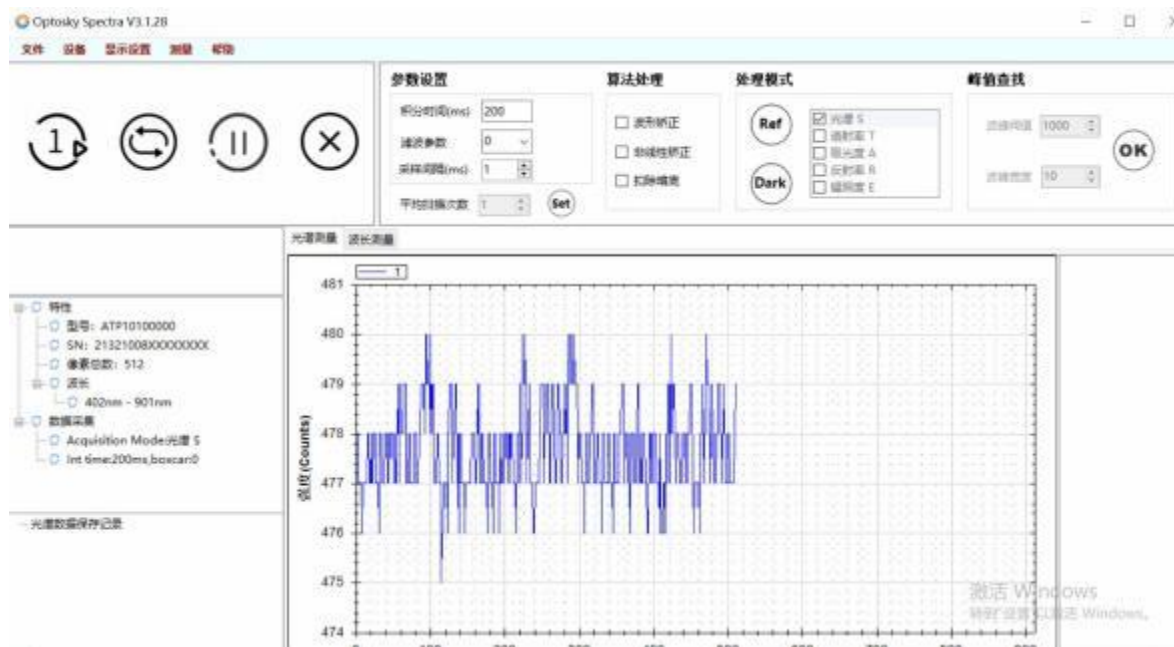 Optosky Spectra V3.1.28
文件 设备 显示设置 测量 帮助
参数设置
积分时间(ms) 200
滤波参数 0
采样间隔(ms) 1
平均扫描次数 1 Set
算法处理
波形矫正
非线性矫正
扣除暗息
处理模式
Ref
Dark
光谱 S
透射率 T
吸光度 A
反射率 R
辐照度 E
峰值查找
1000
10
OK
光谱测量 波长测量
特性
型号: ATP10100000
SN: 21321008XXXXXXXX
像素总数: 512
波长
402nm - 901nm
数据采集
Acquisition Mode:光谱 S
Int time:200ms,boxcar:0
光谱数据保存记录
1
481
480
479
478
477
476
475
474
强度(Counts)
激活 Windows